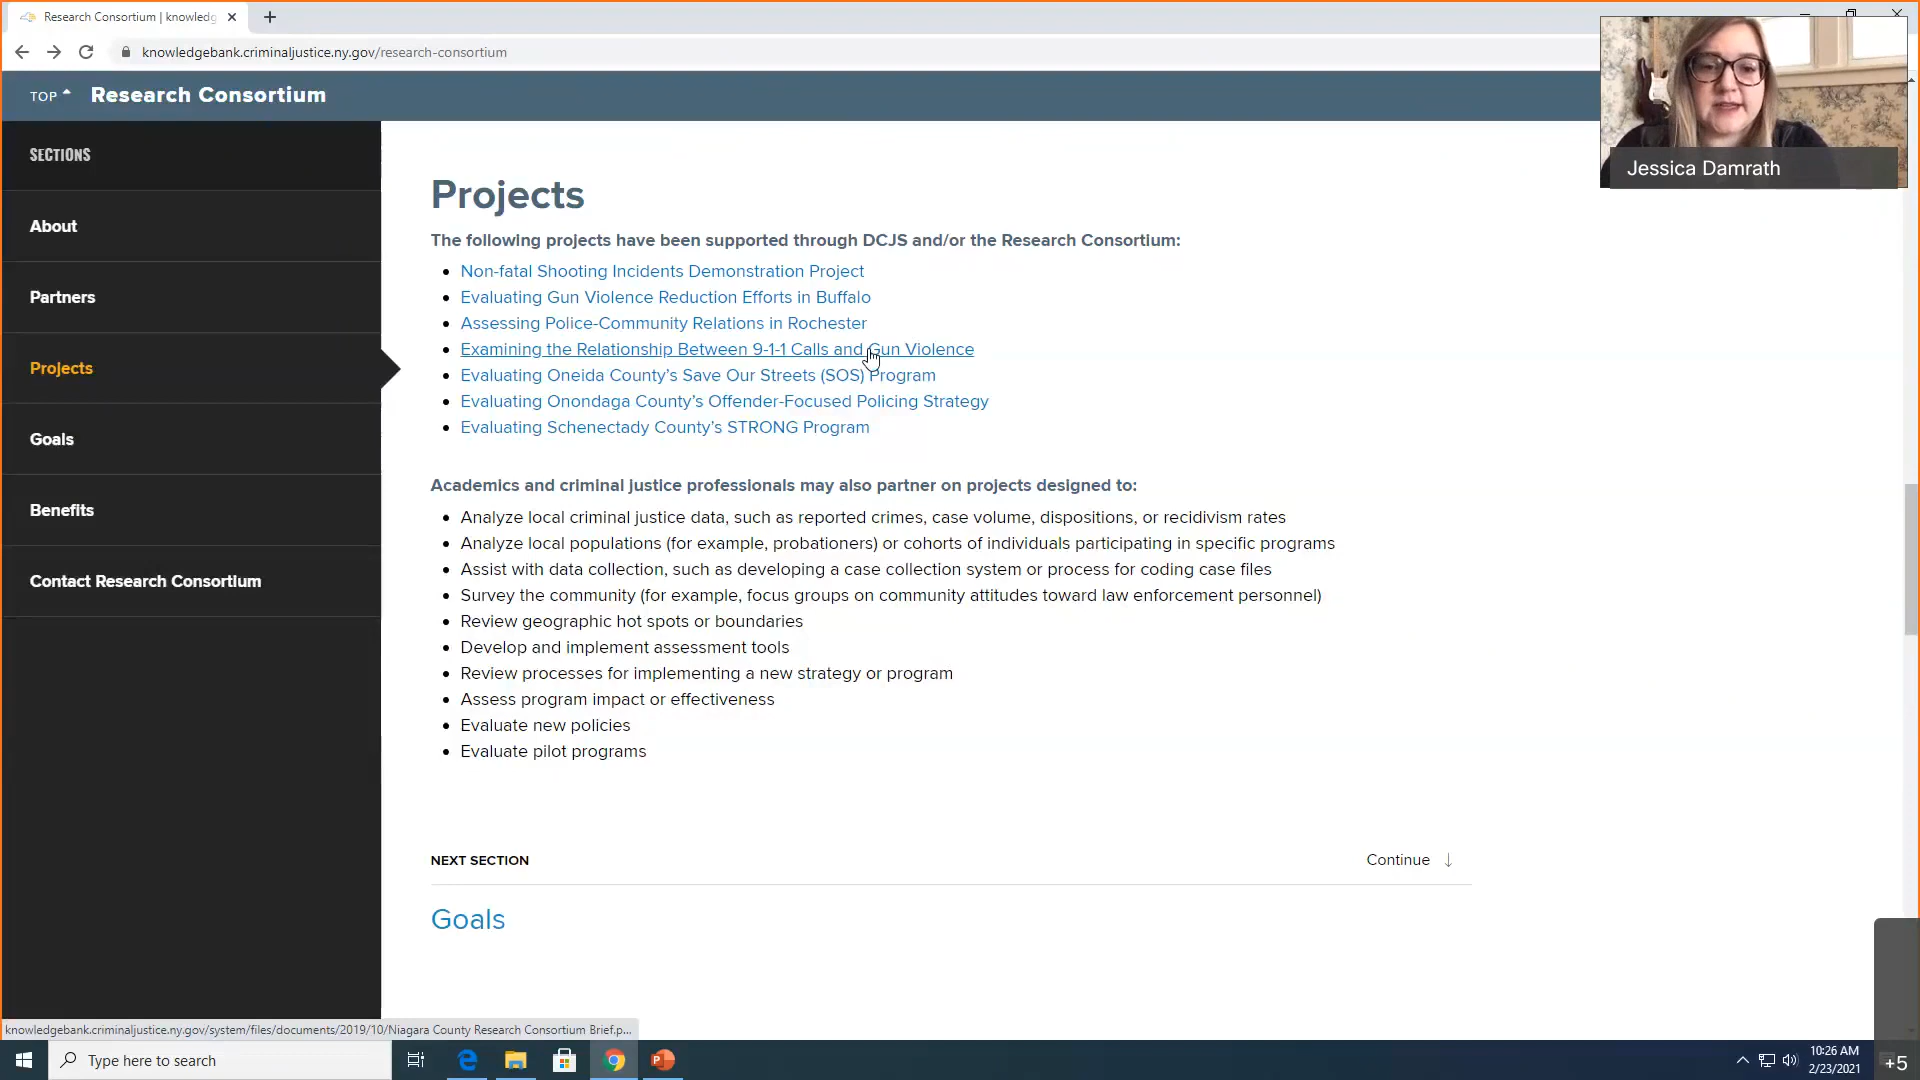 Research Consortium | knowledg
knowledgebank.criminaljustice.ny.gov/research-consortium
TOP
Research Consortium
Jessica Damrath
SECTIONS
About
Partners
Projects
Goals
Benefits
Contact Research Consortium
Projects
The following projects have been supported through DCJS and/or the Research Consortium:
Non-fatal Shooting Incidents Demonstration Project
Evaluating Gun Violence Reduction Efforts in Buffalo
Assessing Police-Community Relations in Rochester
Examining the Relationship Between 9-1-1 Calls and Gun Violence
Evaluating Oneida County's Save Our Streets (SOS) Program
Evaluating Onondaga County's Offender-Focused Policing Strategy
Evaluating Schenectady County's STRONG Program
Academics and criminal justice professionals may also partner on projects designed to:
Analyze local criminal justice data, such as reported crimes, case volume, dispositions, or recidivism rates
Analyze local populations (for example, probationers) or cohorts of individuals participating in specific programs
Assist with data collection, such as developing a case collection system or process for coding case files
Survey the community (for example, focus groups on community attitudes toward law enforcement personnel)
Review geographic hot spots or boundaries
Develop and implement assessment tools
Review processes for implementing a new strategy or program
Assess program impact or effectiveness
Evaluate new policies
Evaluate pilot programs
NEXT SECTION
Continue ↓
Goals
knowledgebank.criminaljustice.ny.gov/system/files/documents/2019/10/Niagara County Research Consortium Brief.p...
Type here to search
10:26 AM
2/23/2021
+5